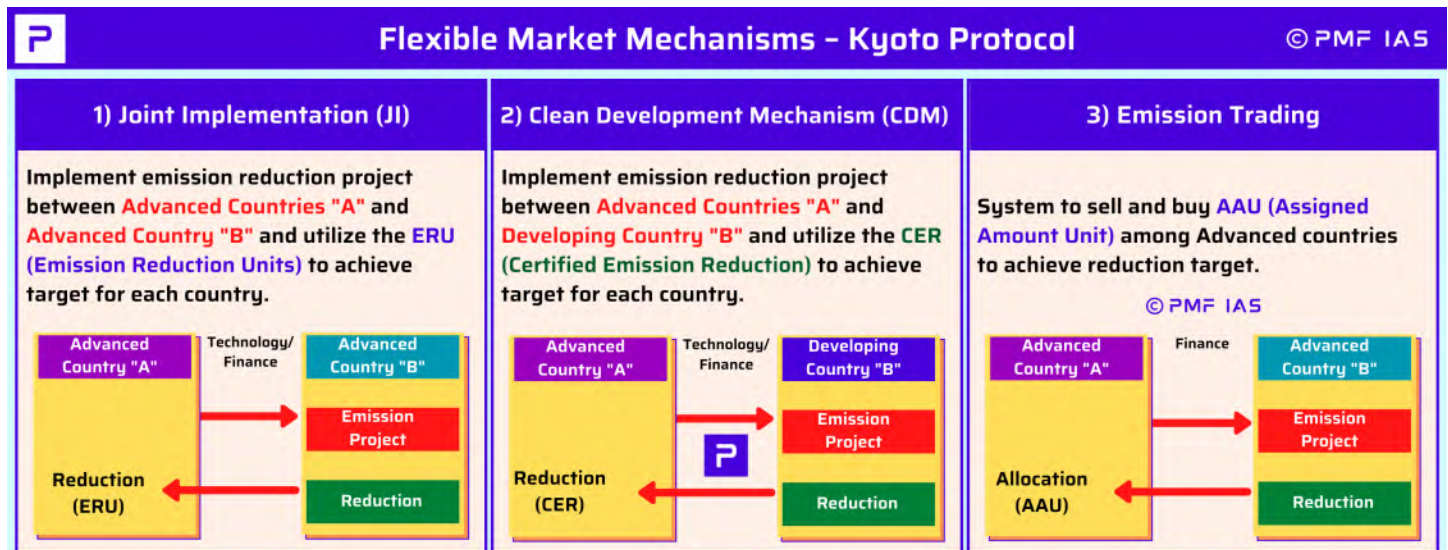 P
Flexible Market Mechanisms – Kyoto Protocol
© PMF IAS
1) Joint Implementation (JI)
Implement emission reduction project
between Advanced Countries "A" and
Advanced Country "B" and utilize the ERU
(Emission Reduction Units) to achieve
target for each country.
Advanced
Country "A"
Technology/
Finance
Advanced
Country "B"
Emission
Project
Reduction
(ERU)
Reduction
2) Clean Development Mechanism (CDM)
Implement emission reduction project
between Advanced Countries "A" and
Developing Country "B" and utilize the CER
(Certified Emission Reduction) to achieve
target for each country.
Advanced
Country "A"
Technology/
Finance
Developing
Country "B"
Emission
Project
P
Reduction
(CER)
Reduction
3) Emission Trading
System to sell and buy AAU (Assigned
Amount Unit) among Advanced countries
to achieve reduction target.
© PMF IAS
Advanced
Country "A"
Finance
Advanced
Country "B"
Emission
Project
Allocation
(AAU)
Reduction